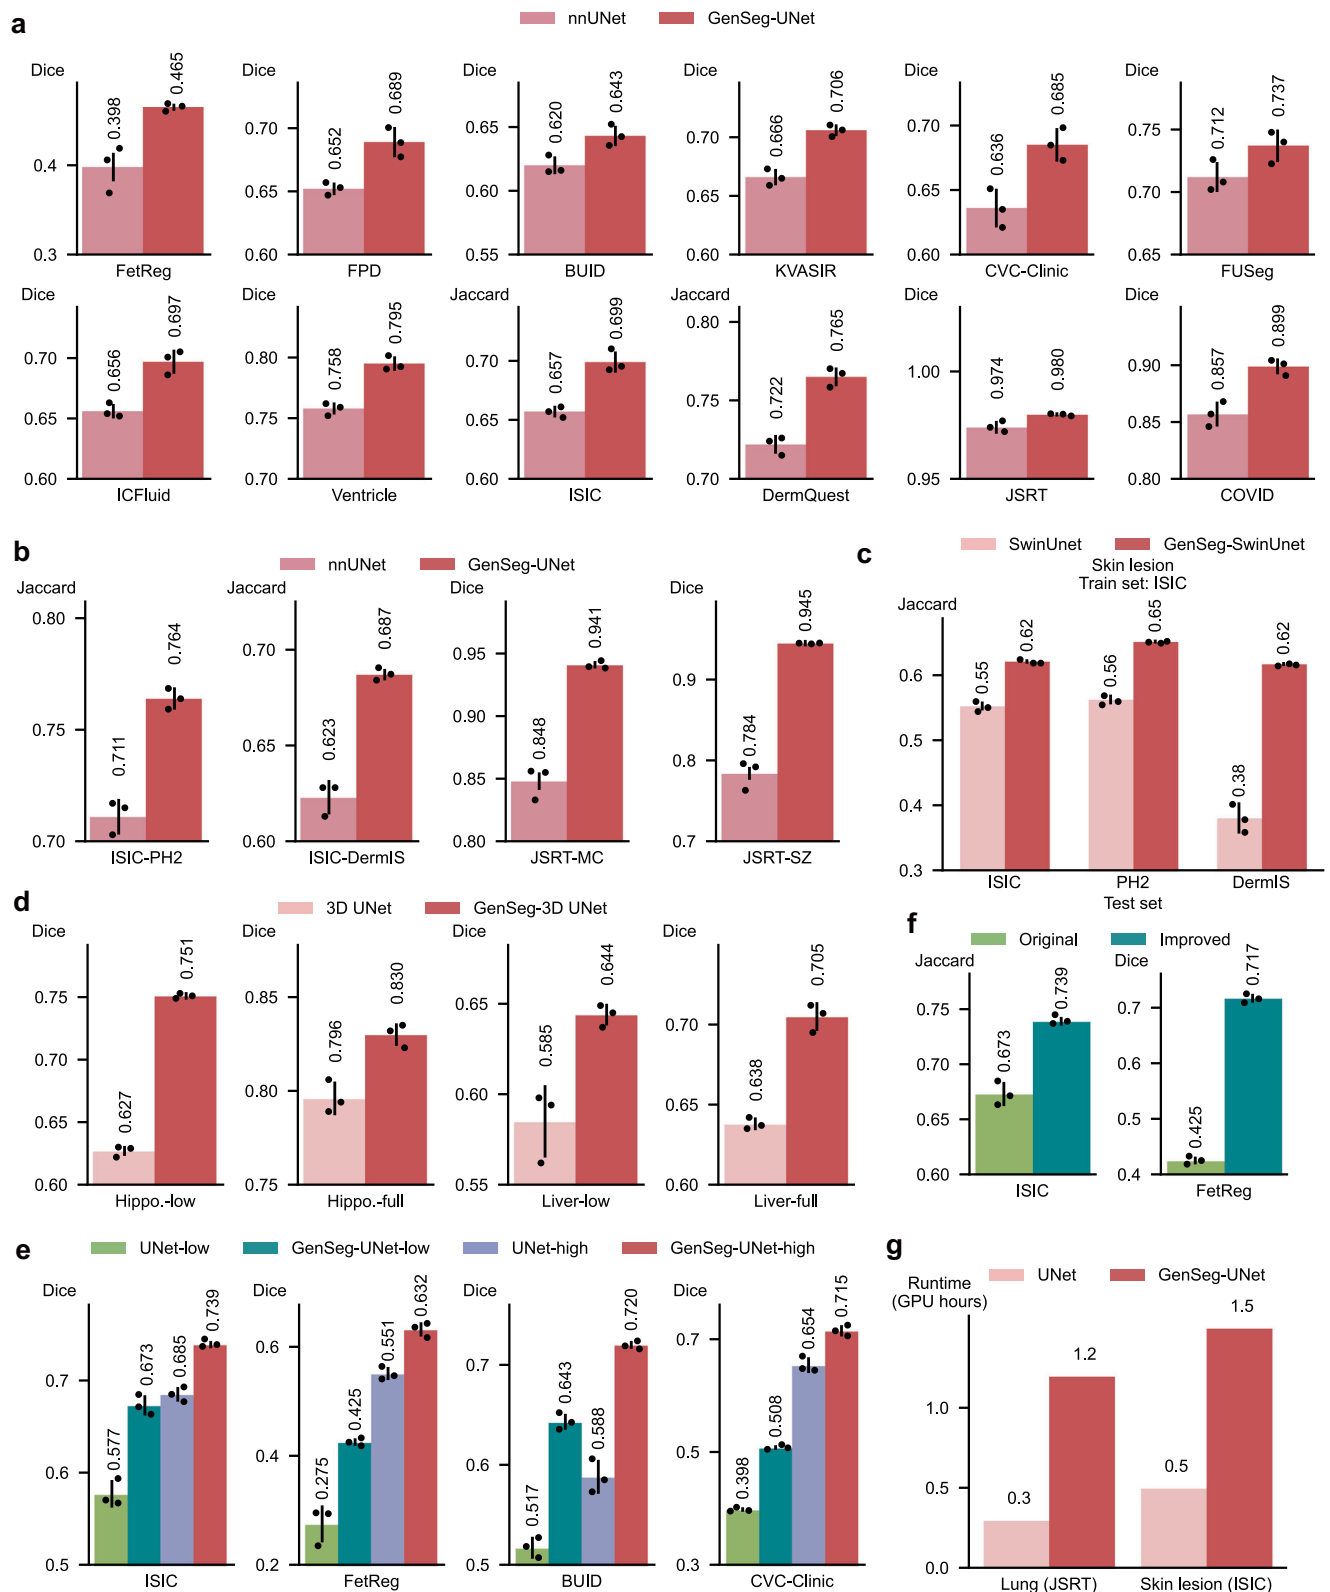 a
nnUNet GenSeg-UNet
Dice Dice Dice Dice Dice Dice
0.4 0.3 0.398 0.465 FetReg
0.70 0.65 0.60 0.652 0.689 FPD
0.65 0.60 0.55 0.620 0.643 BUID
0.70 0.65 0.60 0.666 0.706 KVASIR
0.70 0.65 0.60 0.636 0.685 CVC-Clinic
0.75 0.70 0.65 0.712 0.737 FUSeg
Dice Dice Jaccard Jaccard Dice Dice
0.70 0.65 0.60 0.656 0.697 ICFluid
0.80 0.75 0.70 0.758 0.795 Ventricle
0.70 0.65 0.60 0.657 0.699 ISIC
0.80 0.75 0.70 0.722 0.765 DermQuest
1.00 0.95 0.974 0.980 JSRT
0.90 0.85 0.80 0.857 0.899 COVID
b
nnUNet GenSeg-UNet
Jaccard Jaccard Dice Dice
0.80 0.75 0.70 0.711 0.764 ISIC-PH2
0.70 0.65 0.60 0.623 0.687 ISIC-DermIS
0.95 0.90 0.85 0.80 0.848 0.941 JSRT-MC
0.9 0.8 0.7 0.784 0.945 JSRT-SZ
c
SwinUnet GenSeg-SwinUnet
Skin lesion
Train set: ISIC
Jaccard
0.6 0.5 0.4 0.3
0.55 0.62 0.56 0.65 0.38 0.62
ISIC PH2 DermIS
Test set
d
3D UNet GenSeg-3D UNet
Dice Dice Dice Dice
0.75 0.70 0.65 0.60 0.627 0.751 Hippo.-low
0.85 0.80 0.75 0.796 0.830 Hippo.-full
0.65 0.60 0.55 0.585 0.644 Liver-low
0.70 0.65 0.60 0.638 0.705 Liver-full
f
Original Improved
Jaccard Dice
0.75 0.70 0.65 0.60 0.673 0.739 ISIC
0.7 0.6 0.5 0.4 0.425 0.717 FetReg
e
UNet-low GenSeg-UNet-low UNet-high GenSeg-UNet-high
Dice Dice Dice Dice
0.7 0.6 0.5 0.577 0.673 0.685 0.739 ISIC
0.6 0.4 0.2 0.275 0.425 0.551 0.632 FetReg
0.7 0.6 0.5 0.517 0.643 0.588 0.720 BUID
0.7 0.5 0.3 0.398 0.508 0.654 0.715 CVC-Clinic
g
UNet GenSeg-UNet
Runtime
(GPU hours)
1.0 0.5 0.0
0.3 1.2 0.5 1.5
Lung (JSRT) Skin lesion (ISIC)